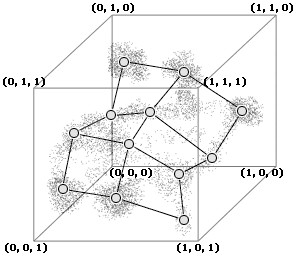 (0, 1, 0) (1, 1, 0)
(0, 1, 1) (1, 1, 1)
(0, 0, 0) (1, 0, 0)
(0, 0, 1) (1, 0, 1)